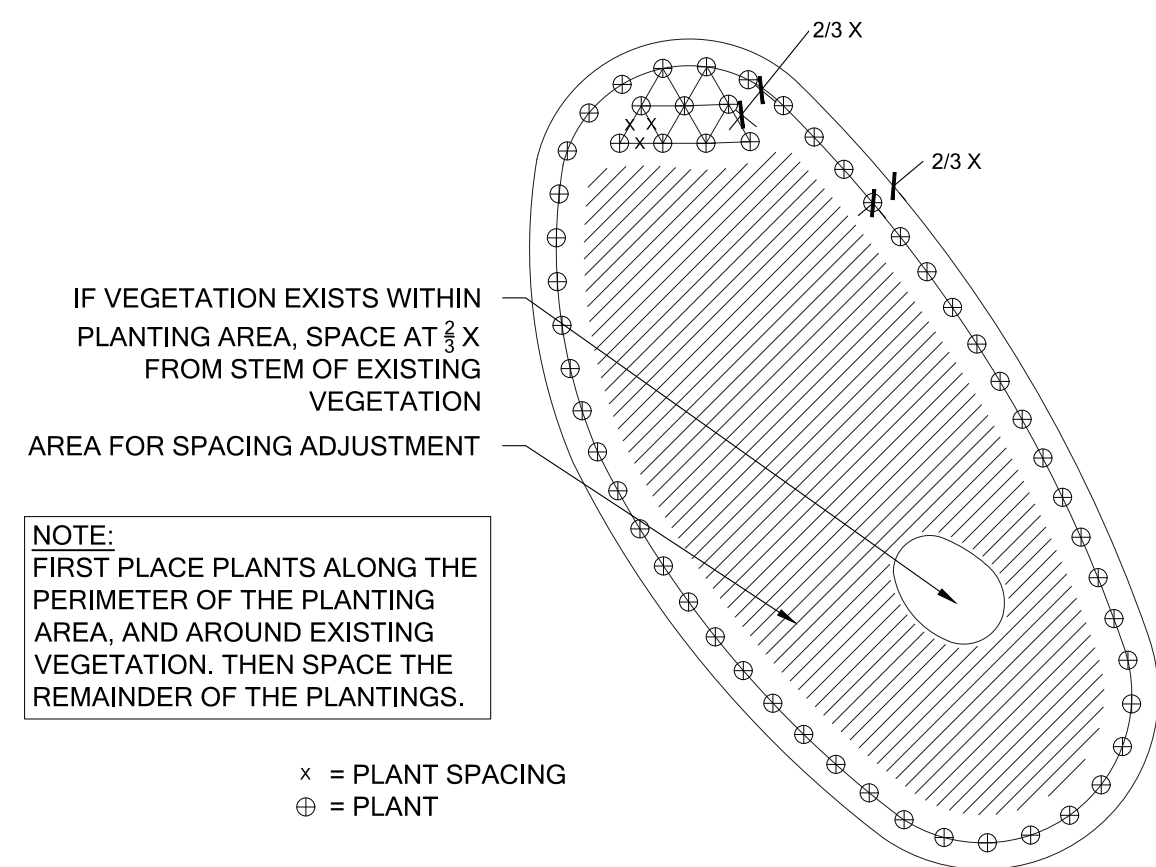 2/3 X
2/3 X
IF VEGETATION EXISTS WITHIN
PLANTING AREA, SPACE AT 2/3 X
FROM STEM OF EXISTING
VEGETATION
AREA FOR SPACING ADJUSTMENT
NOTE:
FIRST PLACE PLANTS ALONG THE
PERIMETER OF THE PLANTING
AREA, AND AROUND EXISTING
VEGETATION. THEN SPACE THE
REMAINDER OF THE PLANTINGS.
x = PLANT SPACING
= PLANT
x x
x